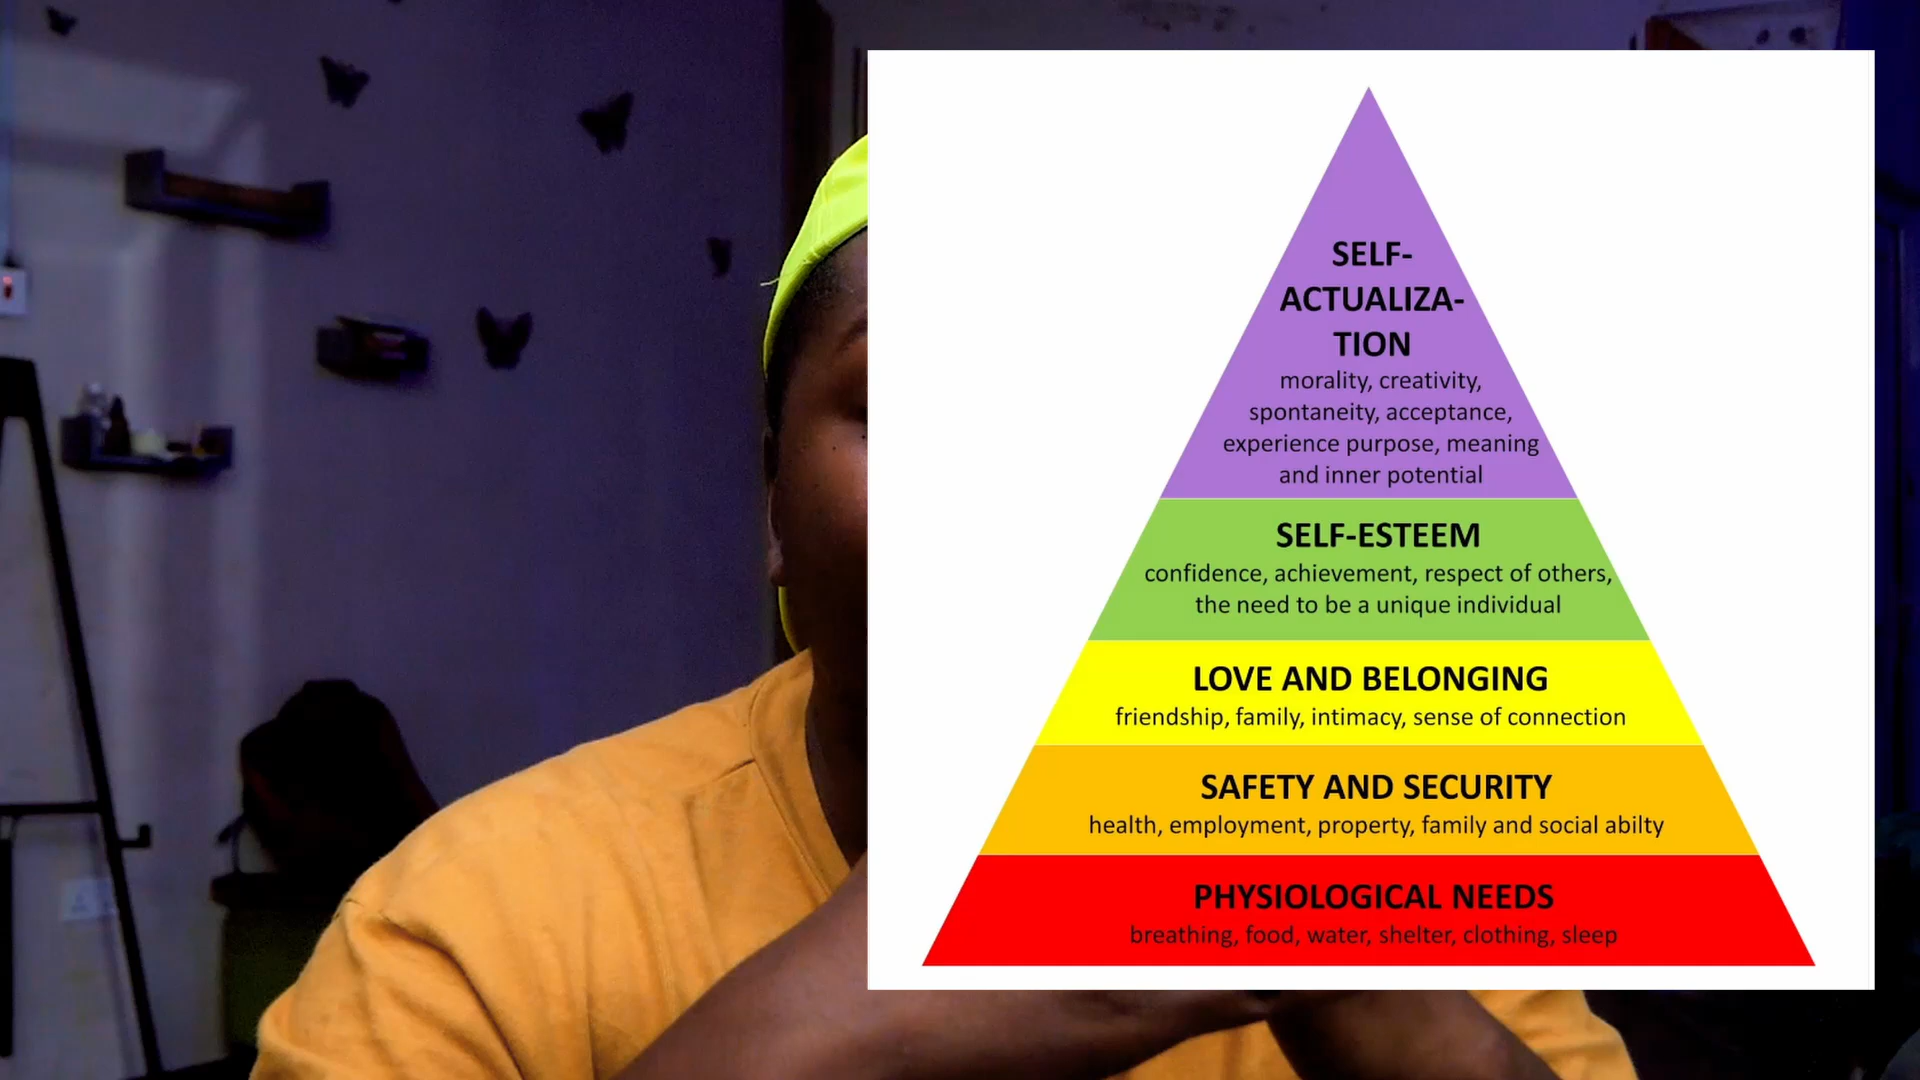 SELF-
ACTUALIZA-
TION
morality, creativity,
spontaneity, acceptance,
experience purpose, meaning
and inner potential
SELF-ESTEEM
confidence, achievement, respect of others,
the need to be a unique individual
LOVE AND BELONGING
friendship, family, intimacy, sense of connection
SAFETY AND SECURITY
health, employment, property, family and social abilty
PHYSIOLOGICAL NEEDS
breathing, food, water, shelter, clothing, sleep